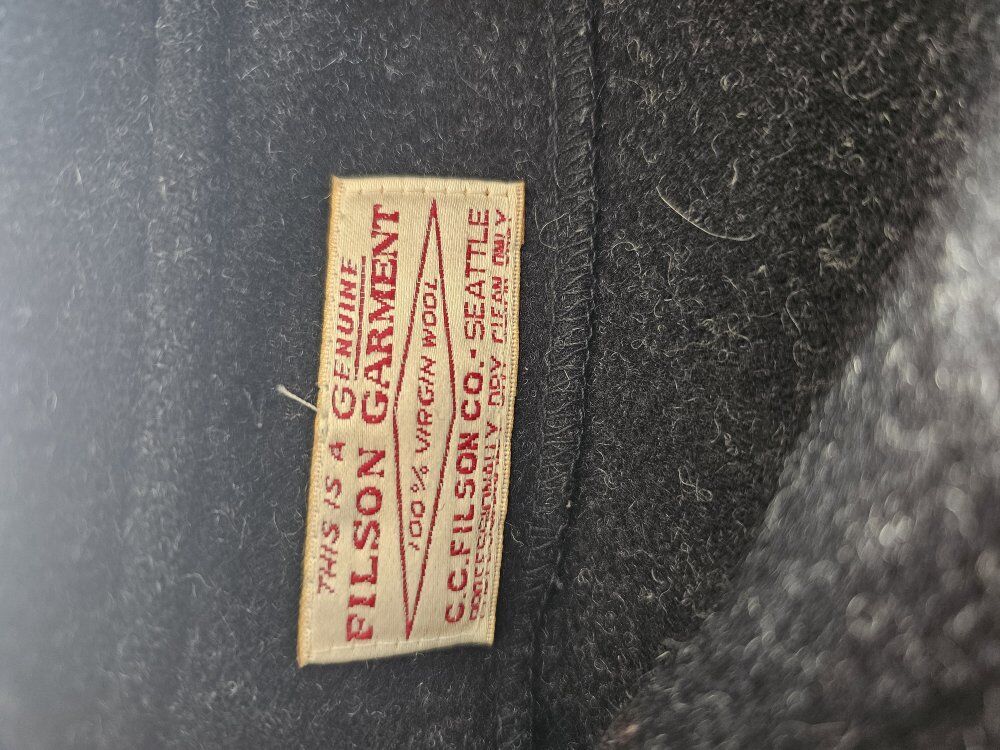 THIS IS A GENUINE
FILSON GARMENT
100% VIRGIN WOOL
C.C. FILSON CO. - SEATTLE
PROFESSIONALLY DRY CLEAN ONLY